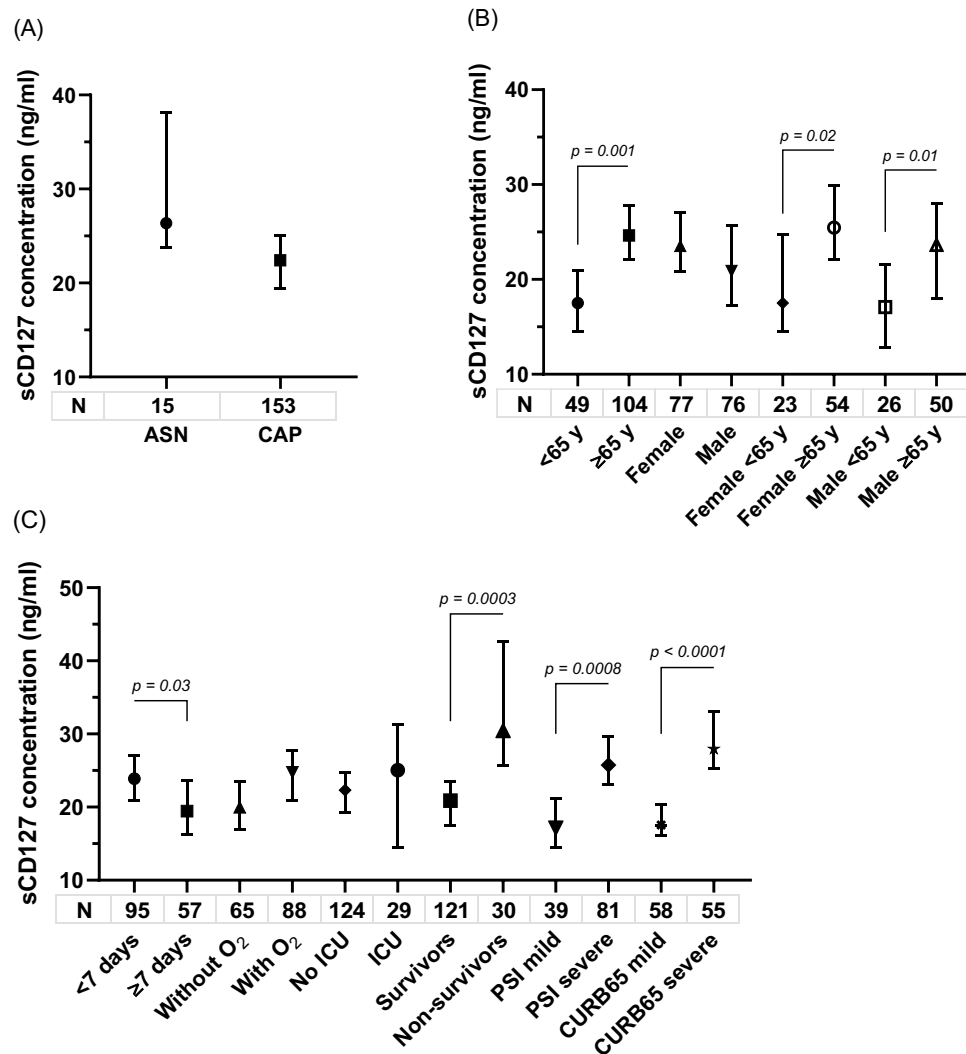 (A)
sCD127 concentration (ng/ml)
40
30
20
10
N 15 153
ASN CAP
(B)
sCD127 concentration (ng/ml)
40
30
20
10
p = 0.001
p = 0.02
p = 0.01
N 49 104 77 76 23 54 26 50
<65 y
≥65 y
Female
Male
Female <65 y
Female ≥65 y
Male <65 y
Male ≥65 y
(C)
sCD127 concentration (ng/ml)
50
40
30
20
10
p = 0.03
p = 0.0003
p = 0.0008
p < 0.0001
N 95 57 65 88 124 29 121 30 39 81 58 55
<7 days
≥7 days
Without O₂
With O₂
No ICU
ICU
Survivors
Non-survivors
PSI mild
PSI severe
CURB65 mild
CURB65 severe